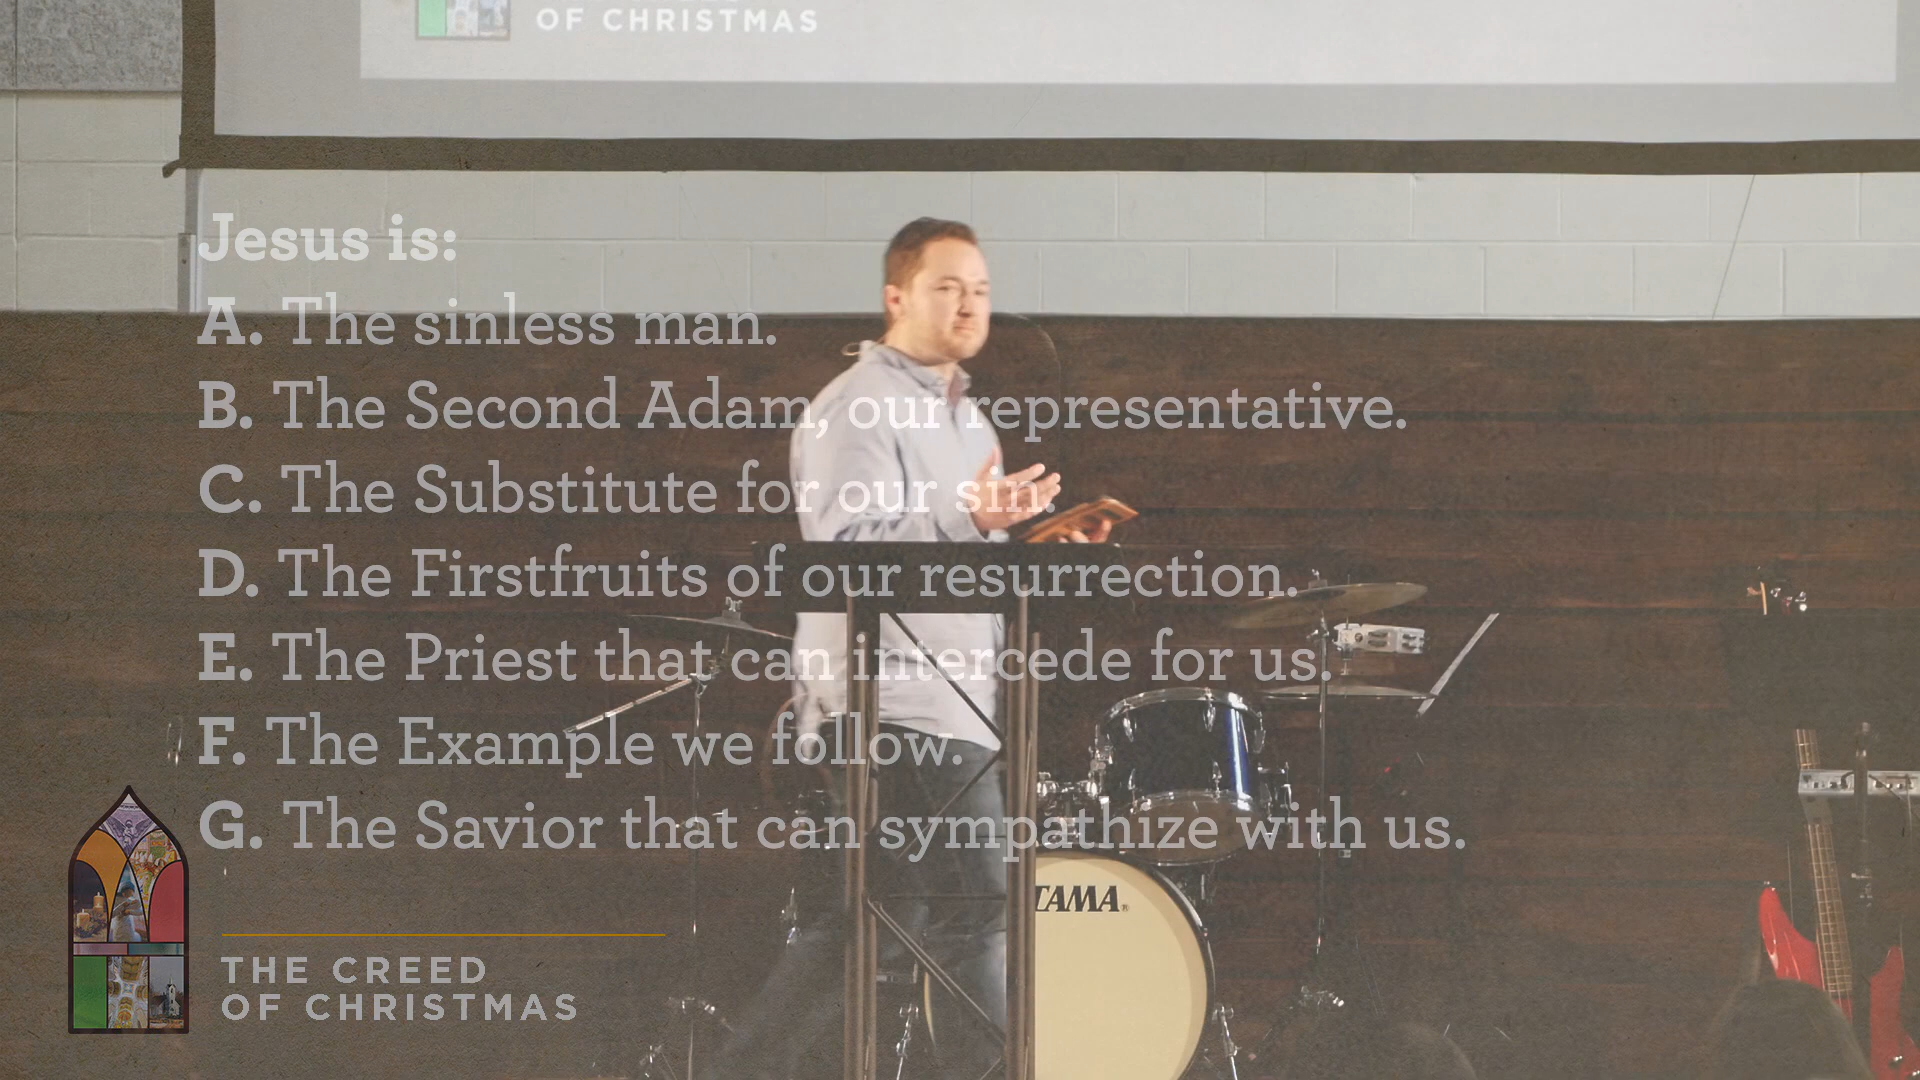 OF CHRISTMAS
Jesus is:
A. The sinless man.
B. The Second Adam, our representative.
C. The Substitute for our sin.
D. The Firstfruits of our resurrection.
E. The Priest that can intercede for us.
F. The Example we follow.
G. The Savior that can sympathize with us.
TAMA®
THE CREED
OF CHRISTMAS